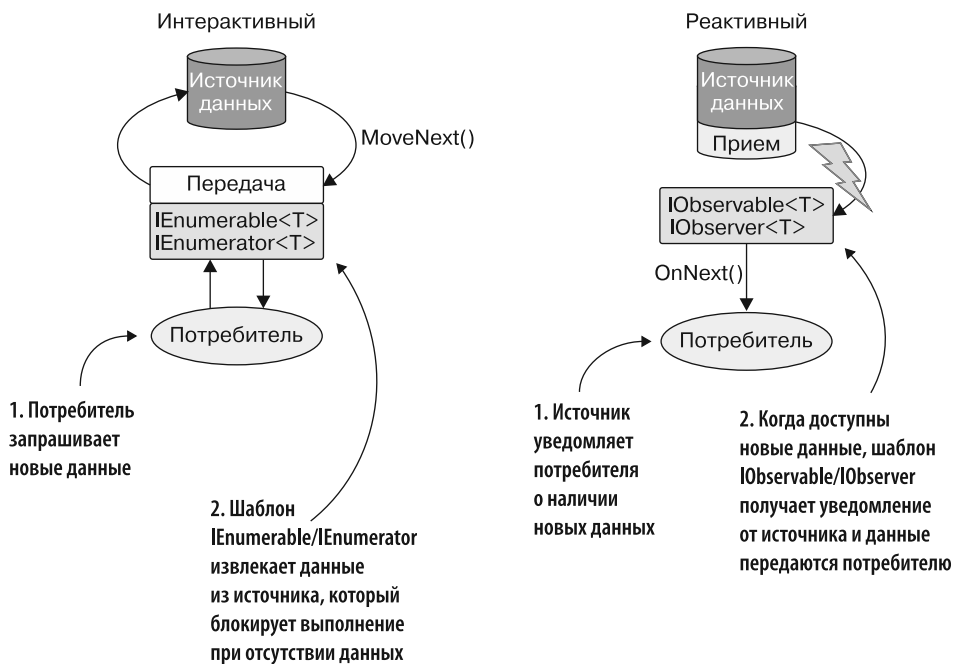 Интерактивный
Источник
данных
MoveNext()
Передача
IEnumerable<T>
IEnumerator<T>
Потребитель
1. Потребитель
запрашивает
новые данные
2. Шаблон
IEnumerable/IEnumerator
извлекает данные
из источника, который
блокирует выполнение
при отсутствии данных
Реактивный
Источник
данных
Прием
IObservable<T>
IObserver<T>
OnNext()
Потребитель
1. Источник
уведомляет
потребителя
о наличии
новых данных
2. Когда доступны
новые данные, шаблон
IObservable/IObserver
получает уведомление
от источника и данные
передаются потребителю